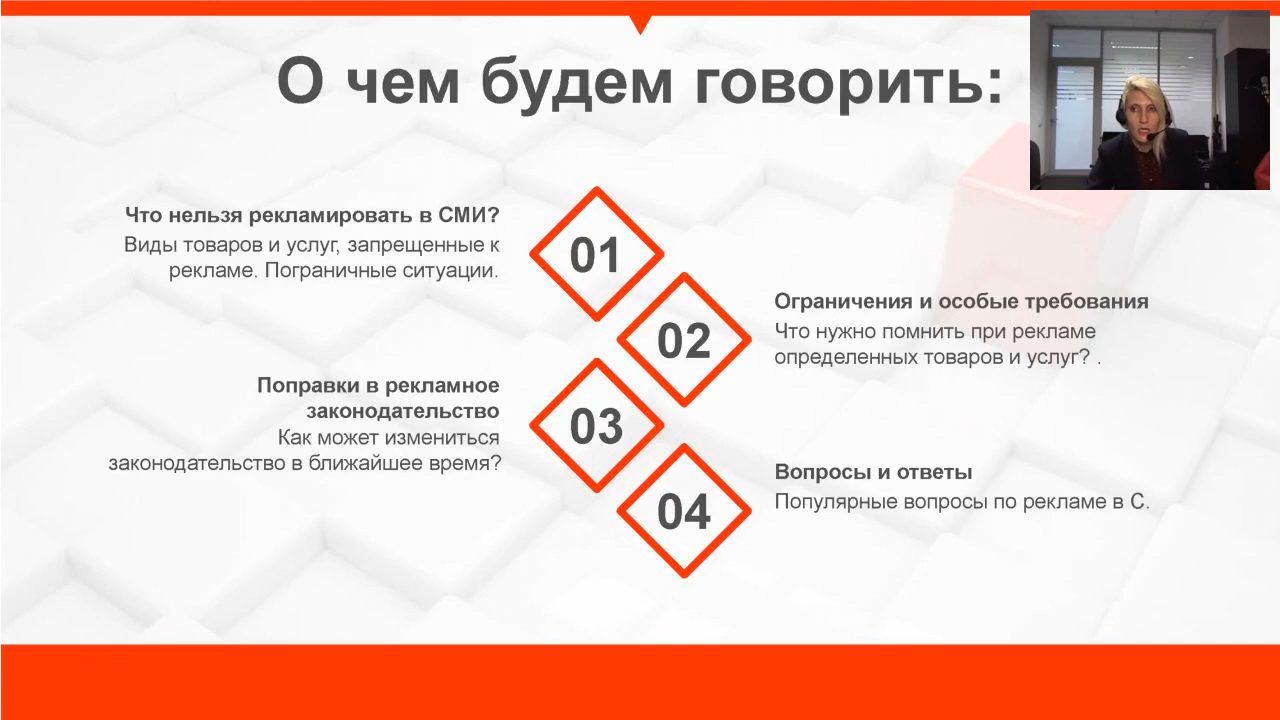 О чем будем говорить:
Что нельзя рекламировать в СМИ?
Виды товаров и услуг, запрещенные к
рекламе. Пограничные ситуации.
01
02
Ограничения и особые требования
Что нужно помнить при рекламе
определенных товаров и услуг? .
Поправки в рекламное
законодательство
Как может измениться
законодательство в ближайшее время?
03
04
Вопросы и ответы
Популярные вопросы по рекламе в С.